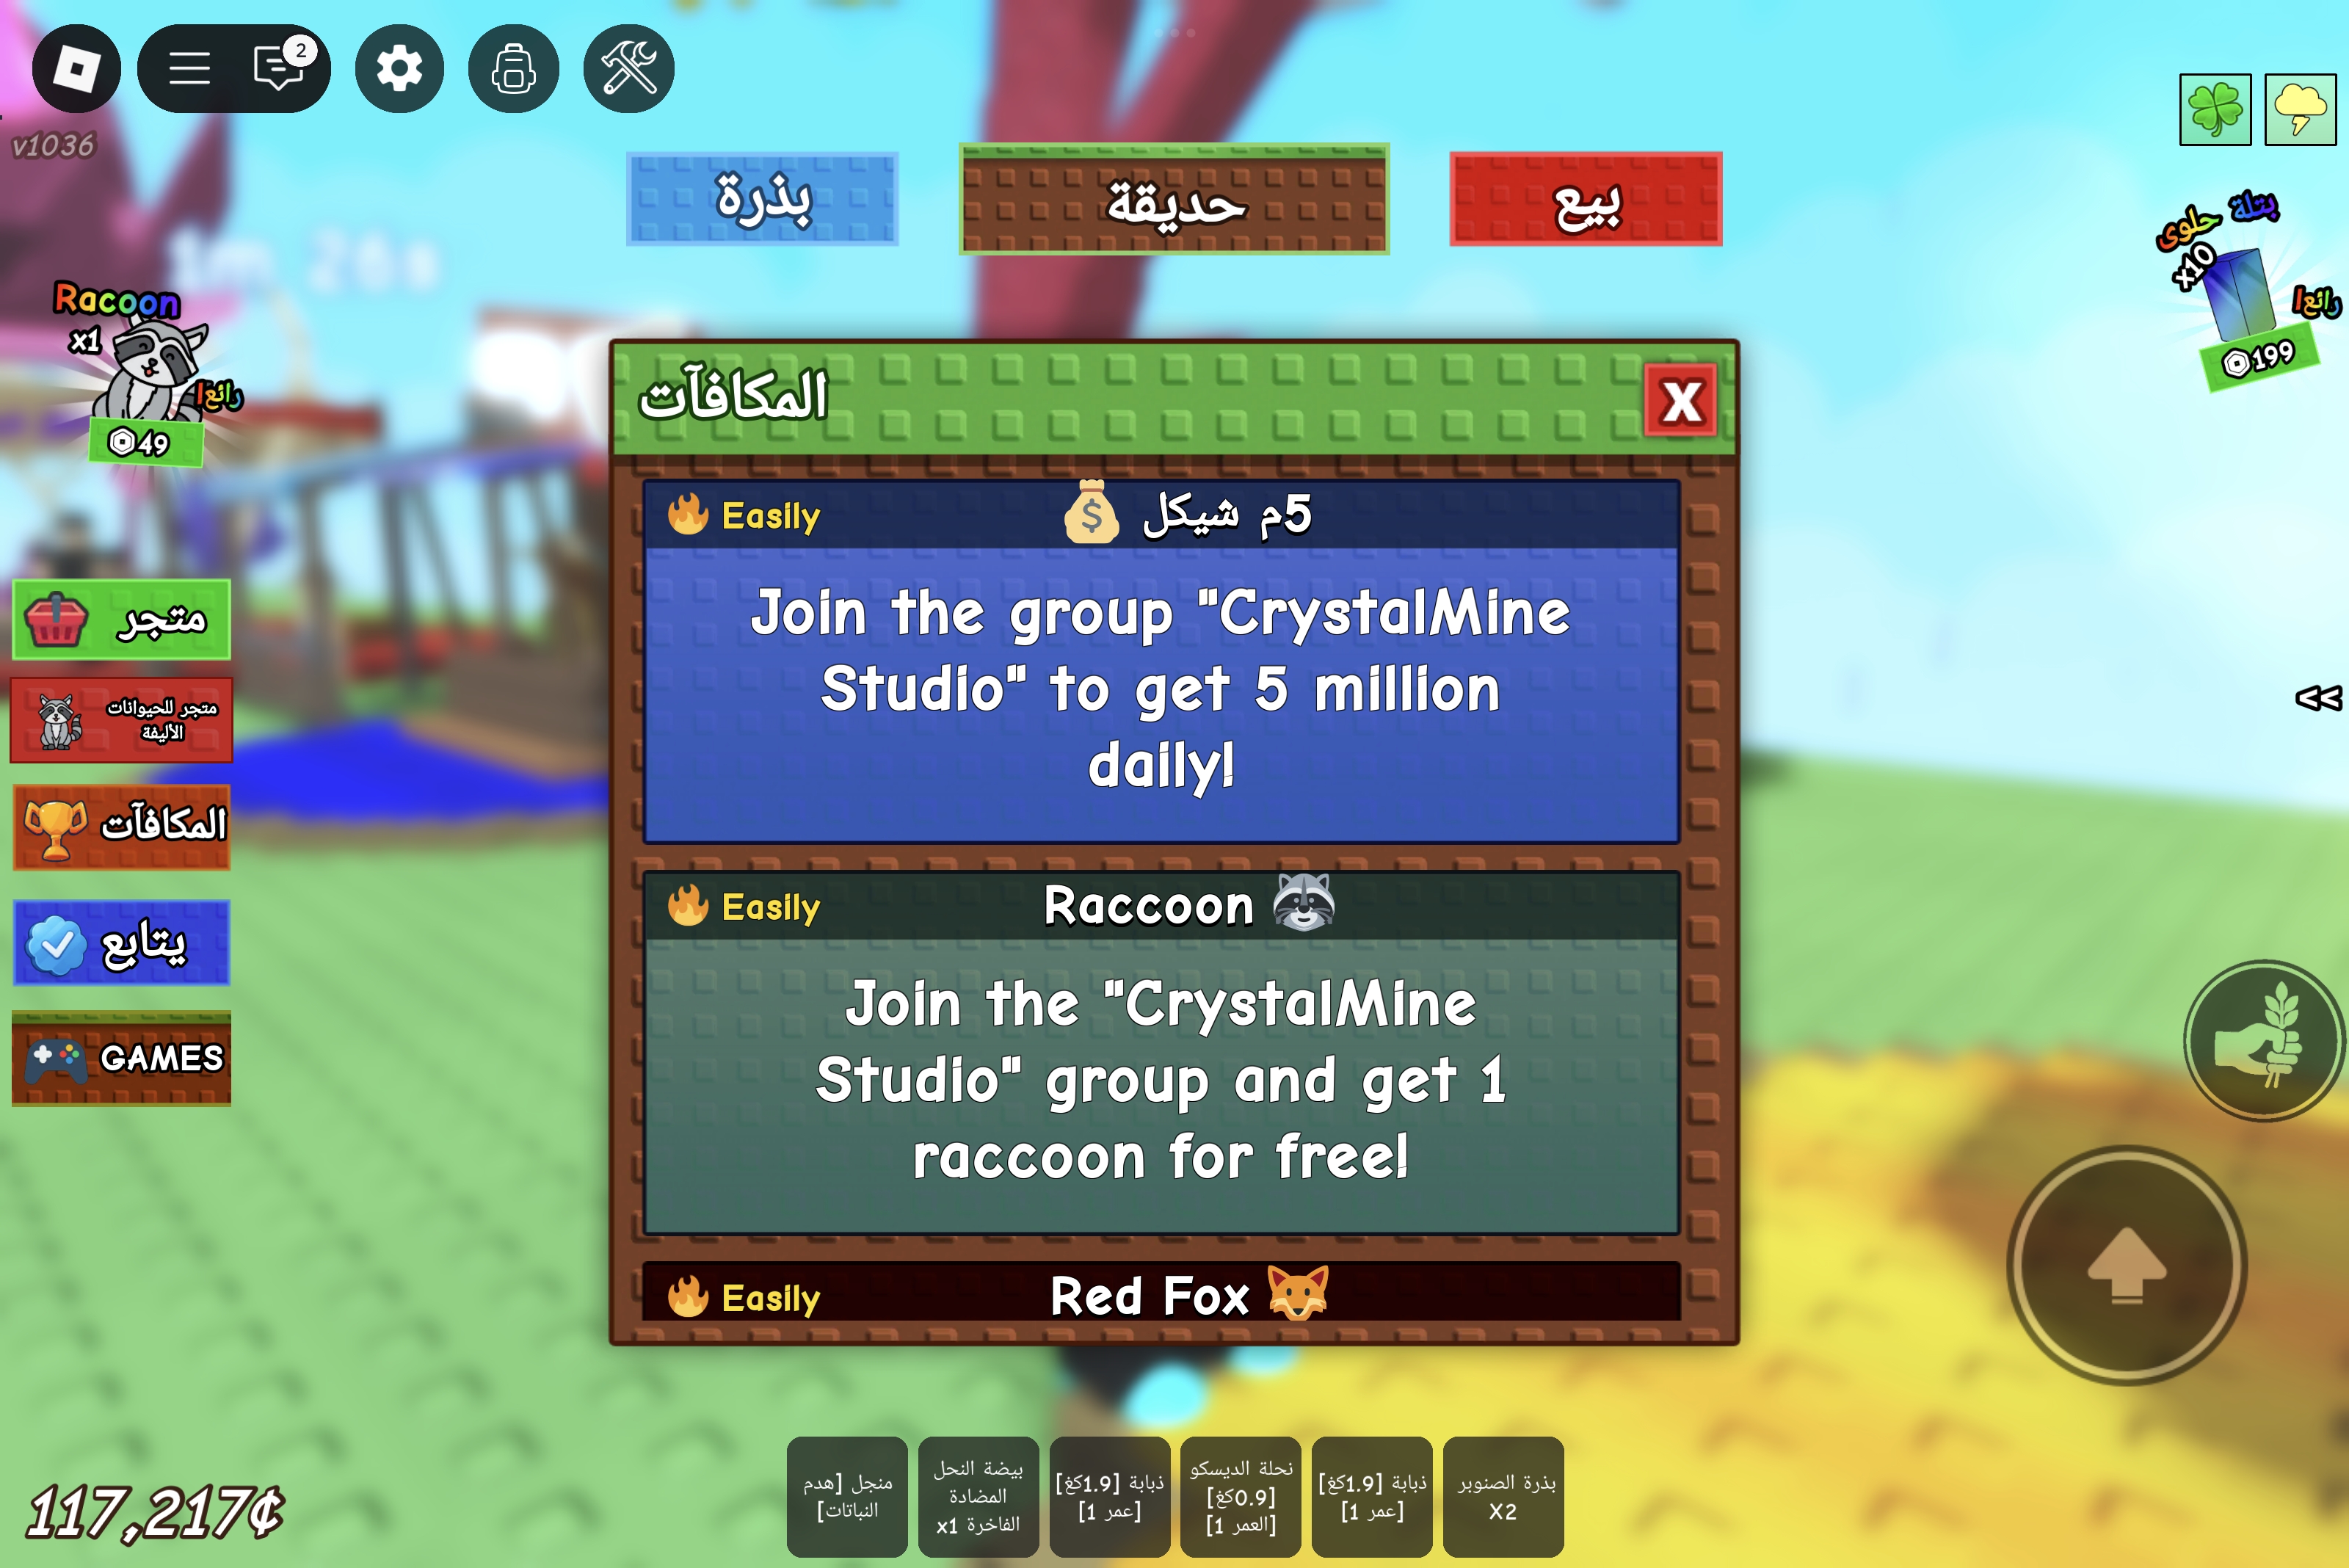 2
v1036
بذرة
حديقة
بيع
1m 26s
Racoon
x1
رائع!
49
بتلة حلوى
x10
رائع!
199
المكافآت
X
Easily
5م شيكل
Join the group "CrystalMine
Studio" to get 5 million
daily!
Easily
Raccoon
Join the "CrystalMine
Studio" group and get 1
raccoon for free!
Easily
Red Fox
متجر
متجر للحيوانات
الأليفة
المكافآت
يتابع
GAMES
<<
117,217¢
منجل [هدم
النباتات]
بيضة النحل
المضادة
الفاخرة x1
ذبابة [1.9كغ]
[عمر 1]
نحلة الديسكو
[0.9كغ]
[العمر 1]
ذبابة [1.9كغ]
[عمر 1]
بذرة الصنوبر
X2